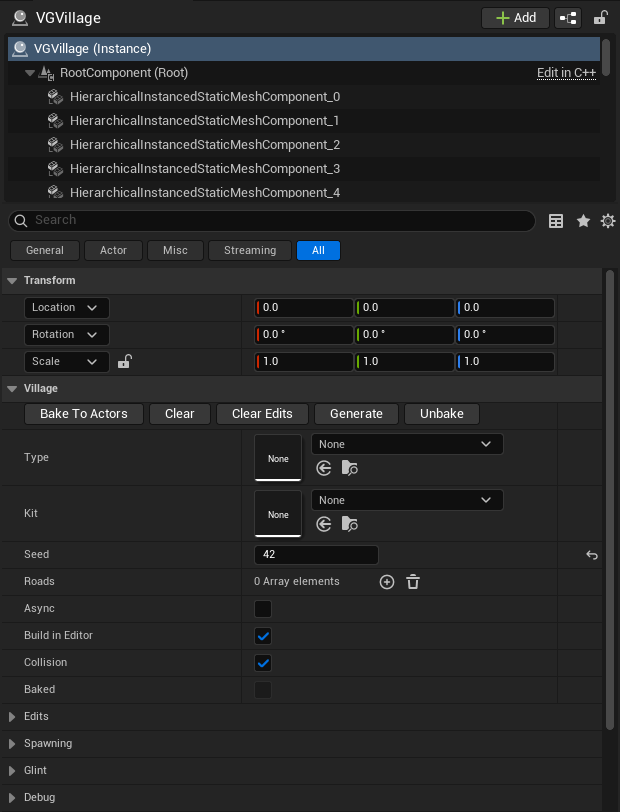 VGVillage
Add
VGVillage (Instance)
RootComponent (Root)
Edit in C++
HierarchicalInstancedStaticMeshComponent_0
HierarchicalInstancedStaticMeshComponent_1
HierarchicalInstancedStaticMeshComponent_2
HierarchicalInstancedStaticMeshComponent_3
HierarchicalInstancedStaticMeshComponent_4
Search
General Actor Misc Streaming All
Transform
Location 0.0 0.0 0.0
Rotation 0.0 ° 0.0 ° 0.0 °
Scale 1.0 1.0 1.0
Village
Bake To Actors Clear Clear Edits Generate Unbake
Type None None
Kit None None
Seed 42
Roads 0 Array elements
Async
Build in Editor
Collision
Baked
Edits
Spawning
Glint
Debug